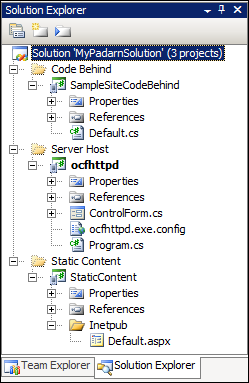 Solution Explorer
Solution 'MyPadarnSolution' (3 projects)
Code Behind
SampleSiteCodeBehind
Properties
References
Default.cs
Server Host
ocfhttpd
Properties
References
ControlForm.cs
ocfhttpd.exe.config
Program.cs
Static Content
StaticContent
Properties
References
Inetpub
Default.aspx
Team Explorer Solution Explorer